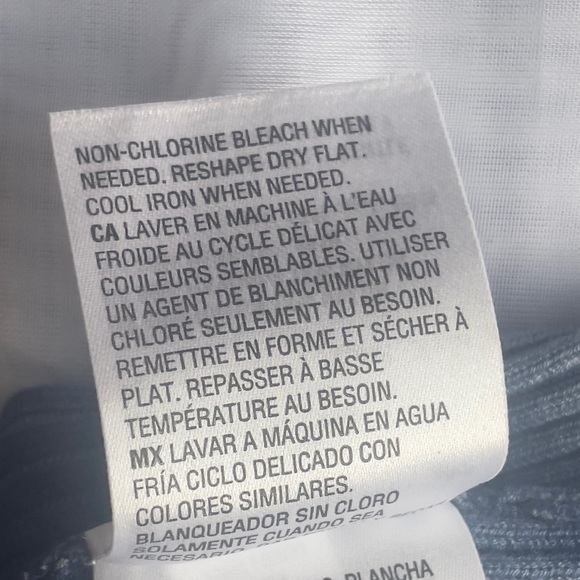 NON-CHLORINE BLEACH WHEN
NEEDED. RESHAPE DRY FLAT.
COOL IRON WHEN NEEDED.
CA LAVER EN MACHINE À L'EAU
FROIDE AU CYCLE DÉLICAT AVEC
COULEURS SEMBLABLES. UTILISER
UN AGENT DE BLANCHIMENT NON
CHLORÉ SEULEMENT AU BESOIN.
REMETTRE EN FORME ET SÉCHER À
PLAT. REPASSER À BASSE
TEMPÉRATURE AU BESOIN.
MX LAVAR A MÁQUINA EN AGUA
FRÍA CICLO DELICADO CON
COLORES SIMILARES.
BLANQUEADOR SIN CLORO
SOLAMENTE CUANDO SEA
NECESARIO.
PLANCHA